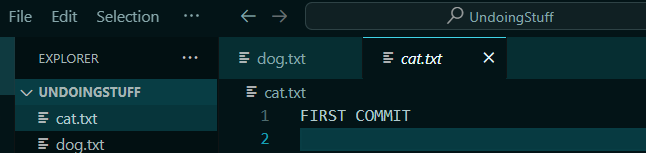 File Edit Selection ... UndoingStuff
EXPLORER ... dog.txt cat.txt
UNDOINGSTUFF cat.txt
cat.txt 1 FIRST COMMIT
dog.txt 2